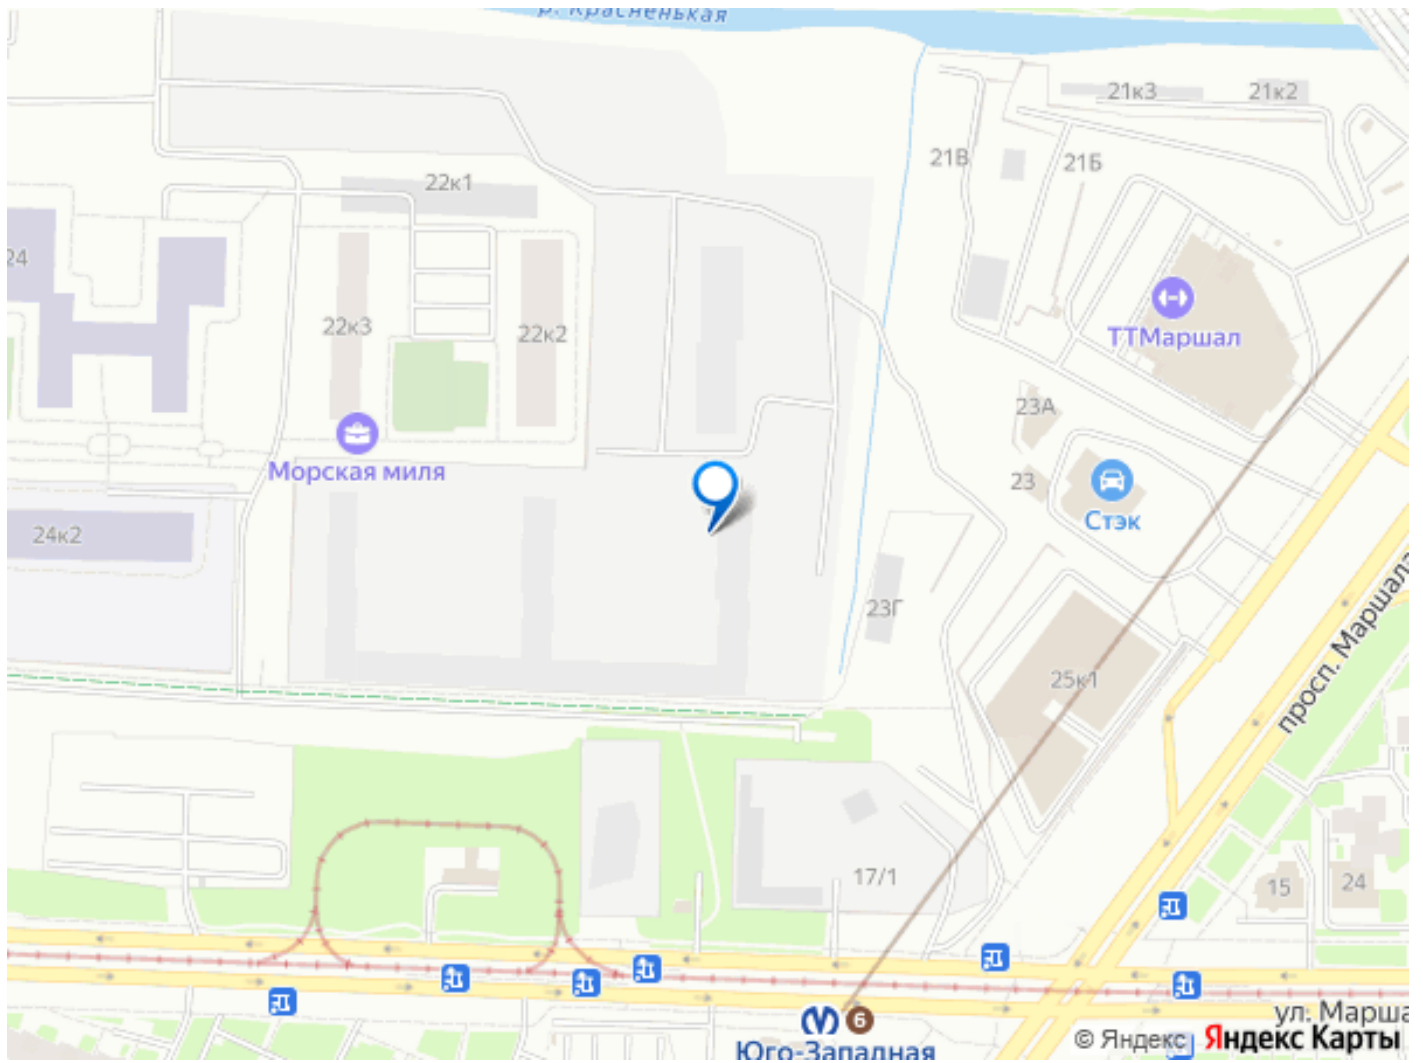 р. Красненькая
21к3
21к2
21В
21Б
22к1
24
22к3
22к2
ТТМаршал
23А
Морская миля
23
Стэк
24к2
23Г
25к1
просп. Маршала
17/1
15
24
6
Юго-Западная
ул. Марша
© Яндекс
Яндекс Карты